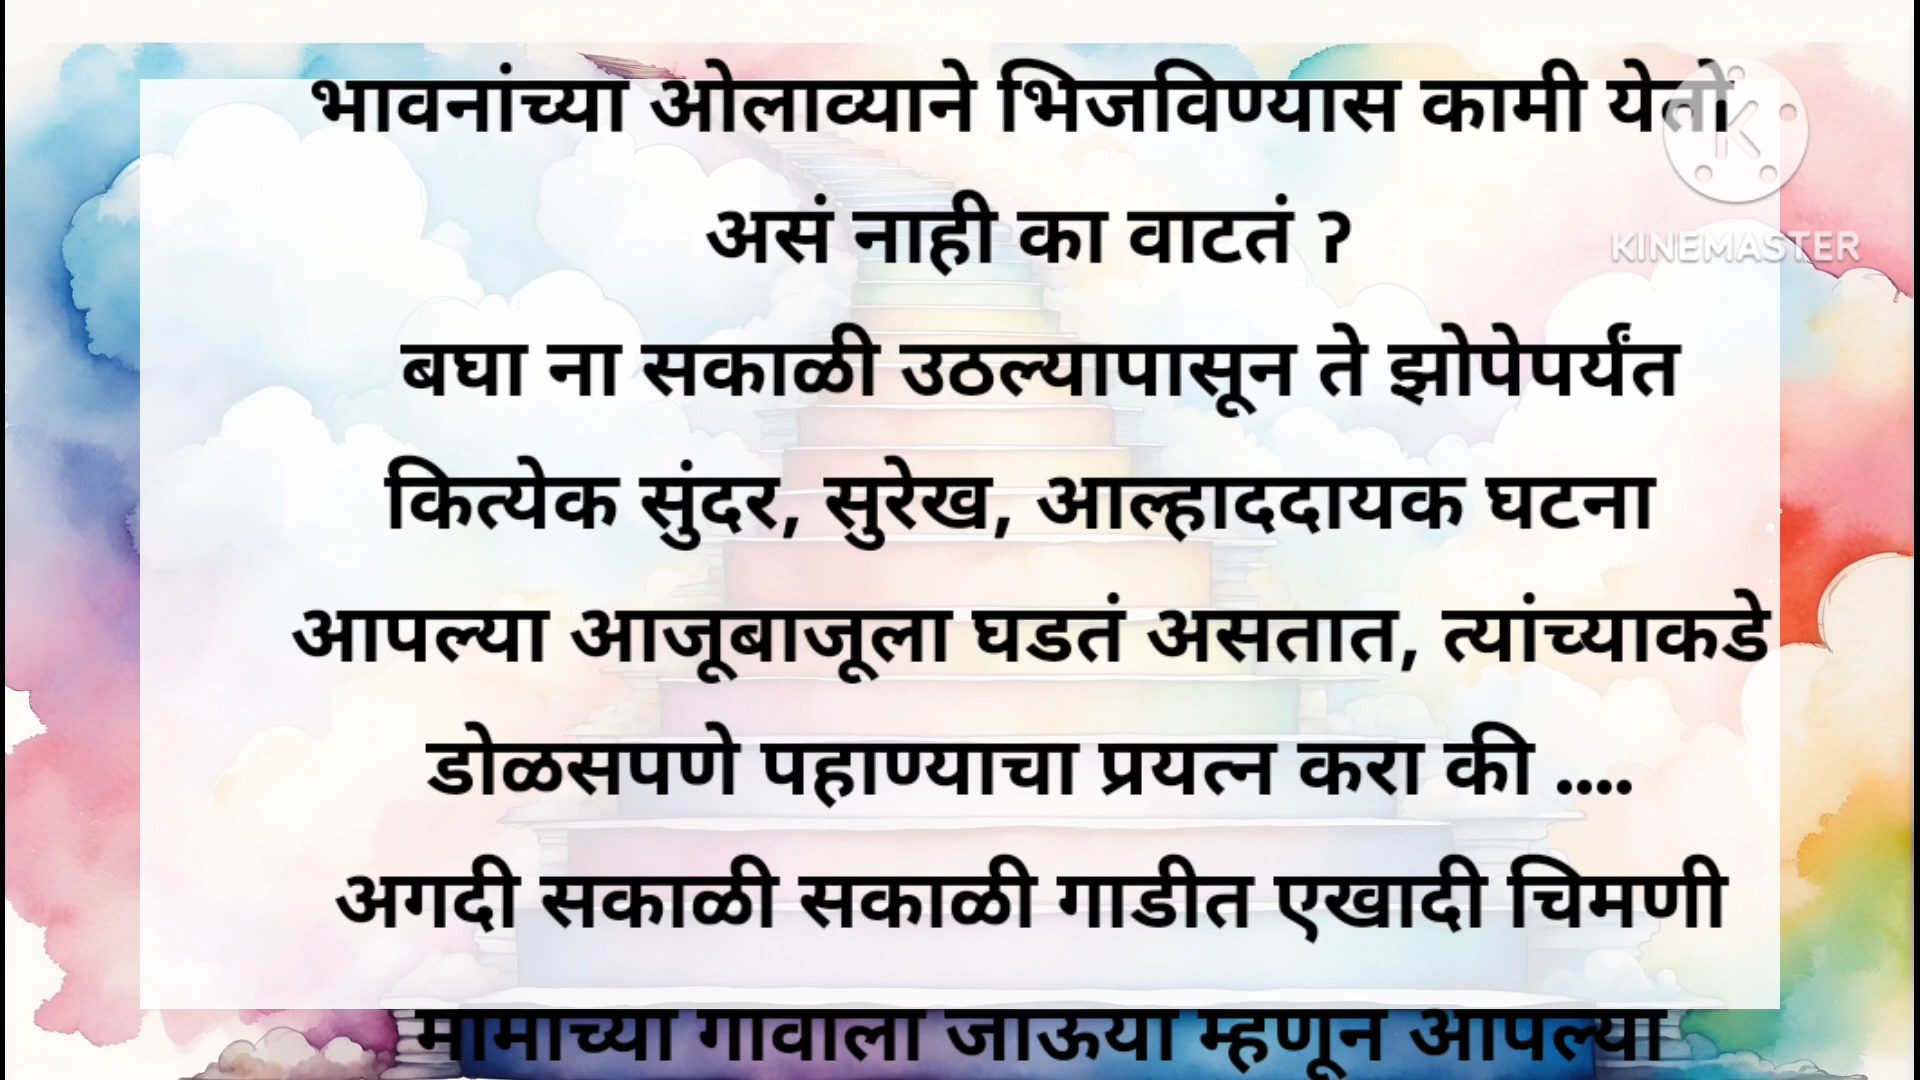 भावनांच्या ओलाव्याने भिजविण्यास कामी येतो
असं नाही का वाटतं ?
बघा ना सकाळी उठल्यापासून ते झोपेपर्यंत
कित्येक सुंदर, सुरेख, आल्हाददायक घटना
आपल्या आजूबाजूला घडतं असतात, त्यांच्याकडे
डोळसपणे पहाण्याचा प्रयत्न करा की ....
अगदी सकाळी सकाळी गाडीत एखादी चिमणी
मामाच्या गावाला जाऊया म्हणून आपल्या
KINEMASTER